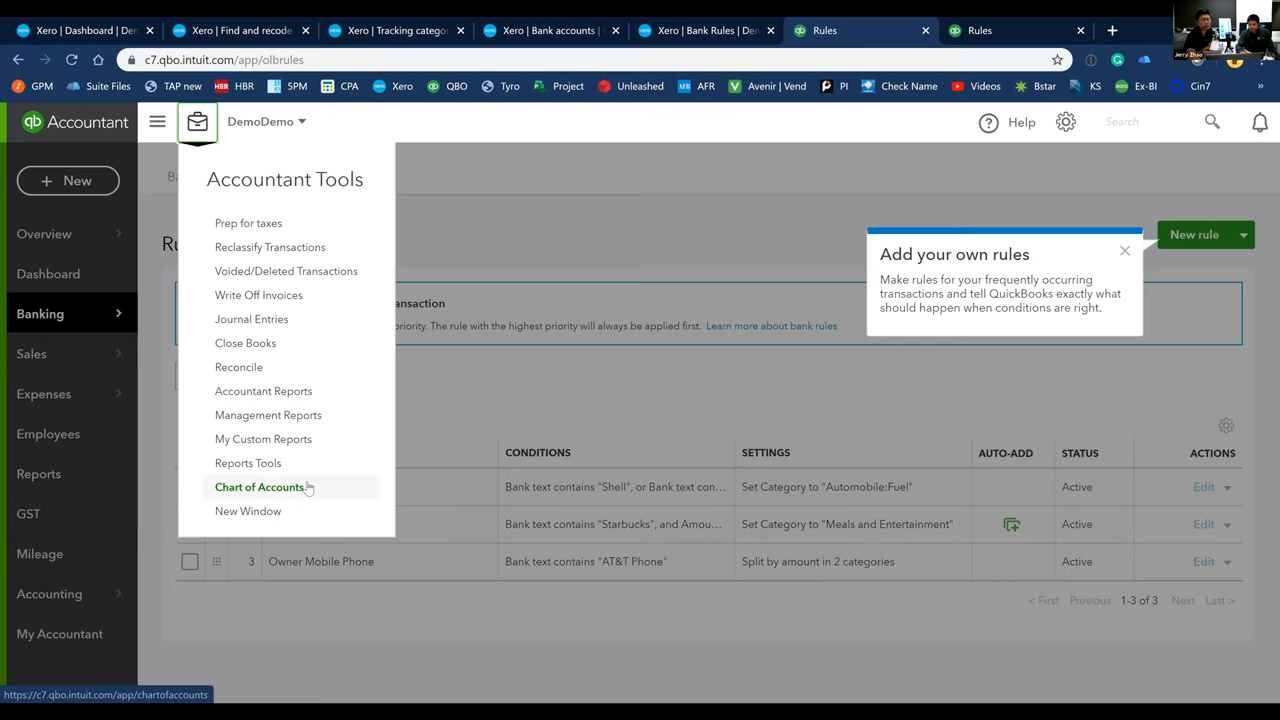 Xero | Dashboard | Den
Xero | Find and recode
Xero | Tracking catego
Xero | Bank accounts |
Xero | Bank Rules | De
Rules
Rules
Jerry Zhao
c7.qbo.intuit.com/app/olbrules
GPM
Suite Files
TAP new
HBR
HBR
5PM
CPA
Xero
QBO
Tyro
Project
Unleashed
AFR
Avenir | Vend
PI
Check Name
Videos
Bstar
KS
Ex-BI
Cin7
»
qb Accountant
DemoDemo
Help
Search
+ New
Overview
Dashboard
Banking
Sales
Expenses
Employees
Reports
GST
Mileage
Accounting
My Accountant
Accountant Tools
Prep for taxes
Reclassify Transactions
Voided/Deleted Transactions
Write Off Invoices
Journal Entries
Close Books
Reconcile
Accountant Reports
Management Reports
My Custom Reports
Reports Tools
Chart of Accounts
New Window
Ba
Ru
New rule
Add your own rules
Make rules for your frequently occurring
transactions and tell QuickBooks exactly what
should happen when conditions are right.
nsaction
priority. The rule with the highest priority will always be applied first. Learn more about bank rules
CONDITIONS SETTINGS AUTO-ADD STATUS ACTIONS
Bank text contains "Shell", or Bank text con... Set Category to "Automobile:Fuel" Active Edit
Bank text contains "Starbucks", and Amou... Set Category to "Meals and Entertainment" Active Edit
3 Owner Mobile Phone Bank text contains "AT&T Phone" Split by amount in 2 categories Active Edit
< First Previous 1-3 of 3 Next Last >
https://c7.qbo.intuit.com/app/chartofaccounts